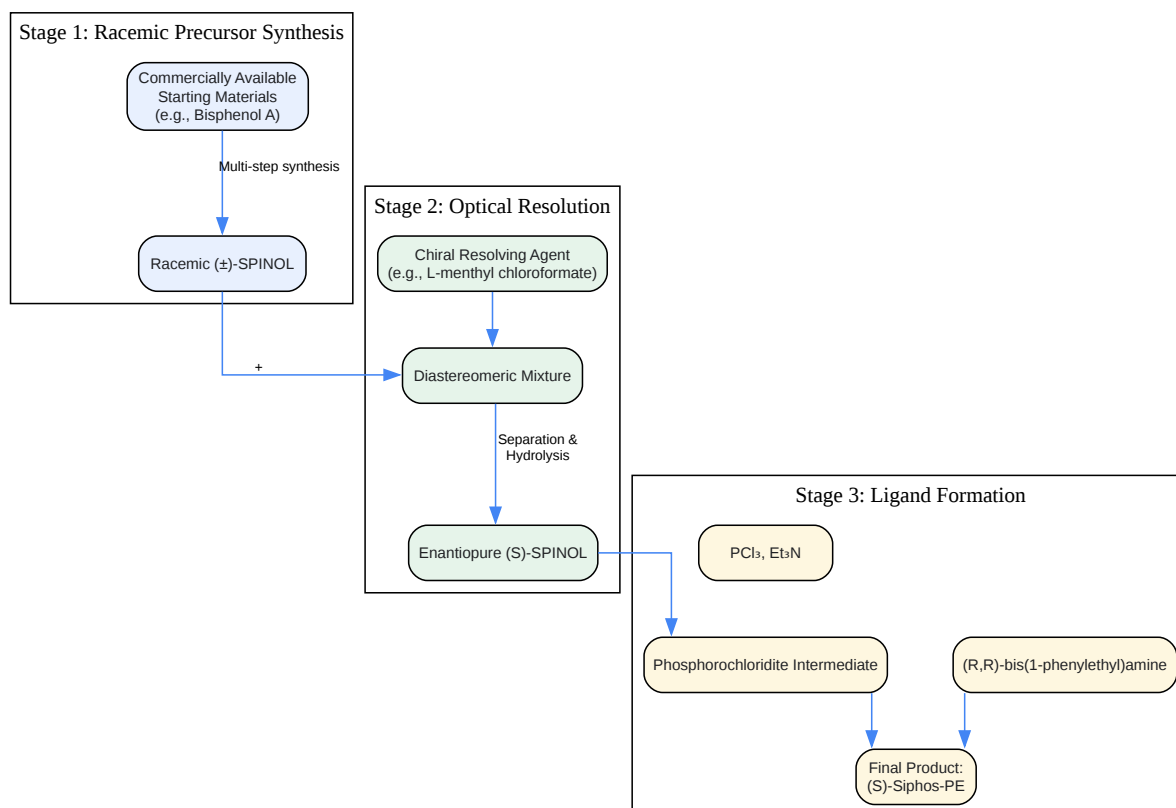 Stage 1: Racemic Precursor Synthesis
Commercially Available
Starting Materials
(e.g., Bisphenol A)
Multi-step synthesis
Racemic (±)-SPINOL
+
Stage 2: Optical Resolution
Chiral Resolving Agent
(e.g., L-menthyl chloroformate)
Diastereomeric Mixture
Separation &
Hydrolysis
Enantiopure (S)-SPINOL
Stage 3: Ligand Formation
PCl₃, Et₃N
Phosphorochloridite Intermediate
(R,R)-bis(1-phenylethyl)amine
Final Product:
(S)-Siphos-PE